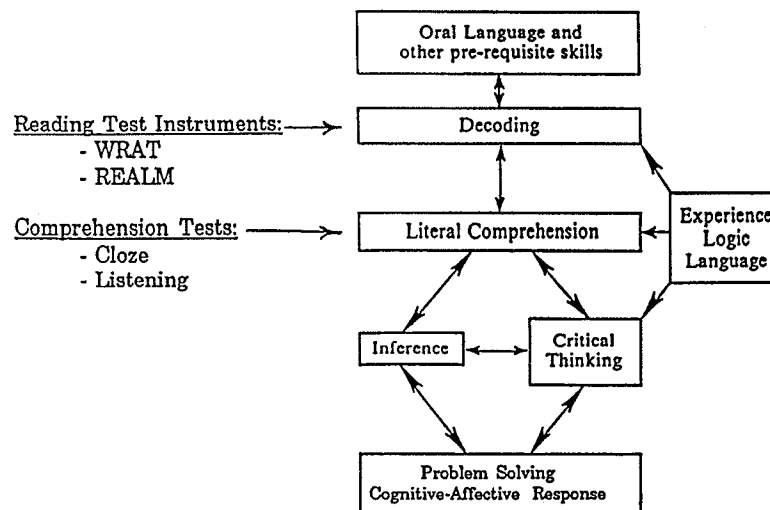 Oral Language and
other pre-requisite skills
Reading Test Instruments:
- WRAT
- REALM
Decoding
Comprehension Tests:
- Cloze
- Listening
Literal Comprehension
Experience
Logic
Language
Inference
Critical
Thinking
Problem Solving
Cognitive-Affective Response